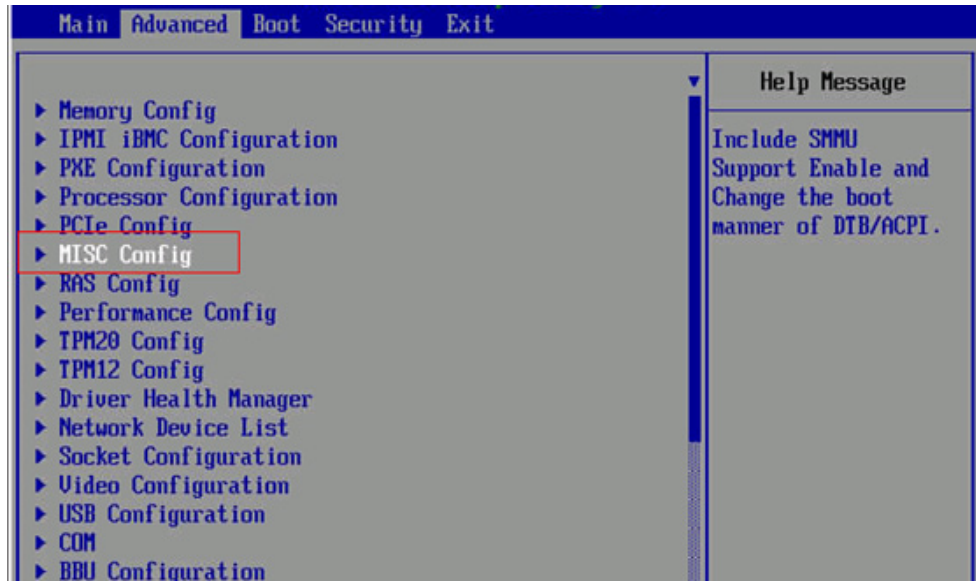 Main Advanced Boot Security Exit
Help Message
Memory Config
IPMI iBMC Configuration
PXE Configuration
Processor Configuration
PCIe Config
MISC Config
RAS Config
Performance Config
TPM20 Config
TPM12 Config
Driver Health Manager
Network Device List
Socket Configuration
Video Configuration
USB Configuration
COM
BBU Configuration
Include SMMU
Support Enable and
Change the boot
manner of DTB/ACPI.